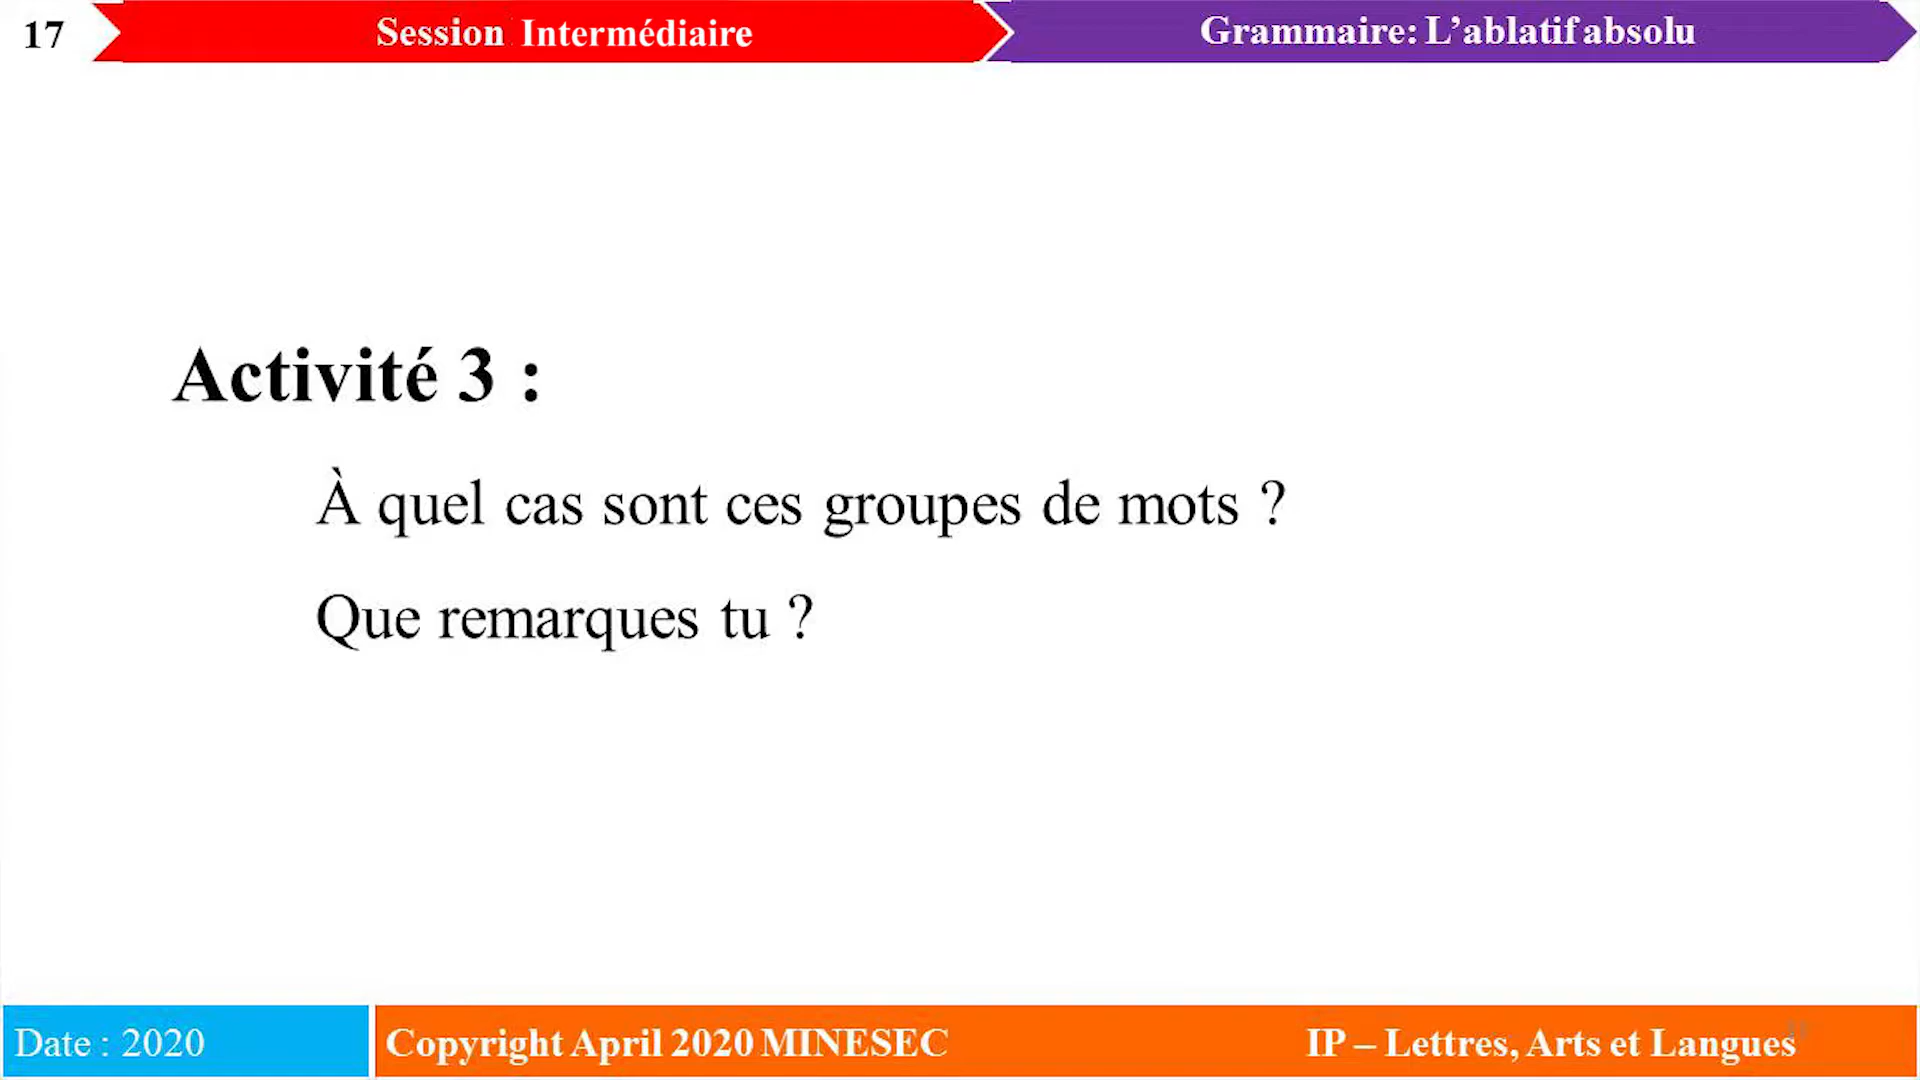 17
Session Intermédiaire
Grammaire: L’ablatif absolu
Activité 3 :
À quel cas sont ces groupes de mots ?
Que remarques tu ?
Date : 2020
Copyright April 2020 MINESEC
IP – Lettres, Arts et Langues